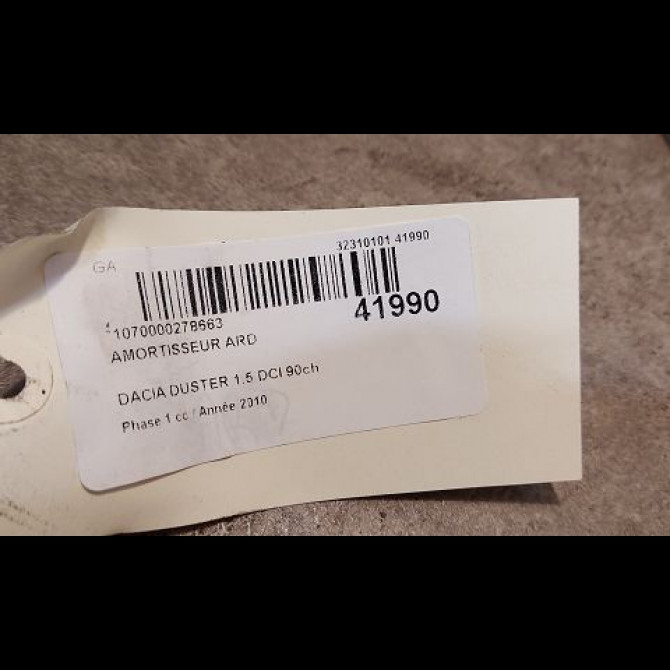 32310101 41990
GA
41990
1070000278663
AMORTISSEUR ARD
DACIA DUSTER 1.5 DCI 90ch
Phase 1 cc / Année 2010